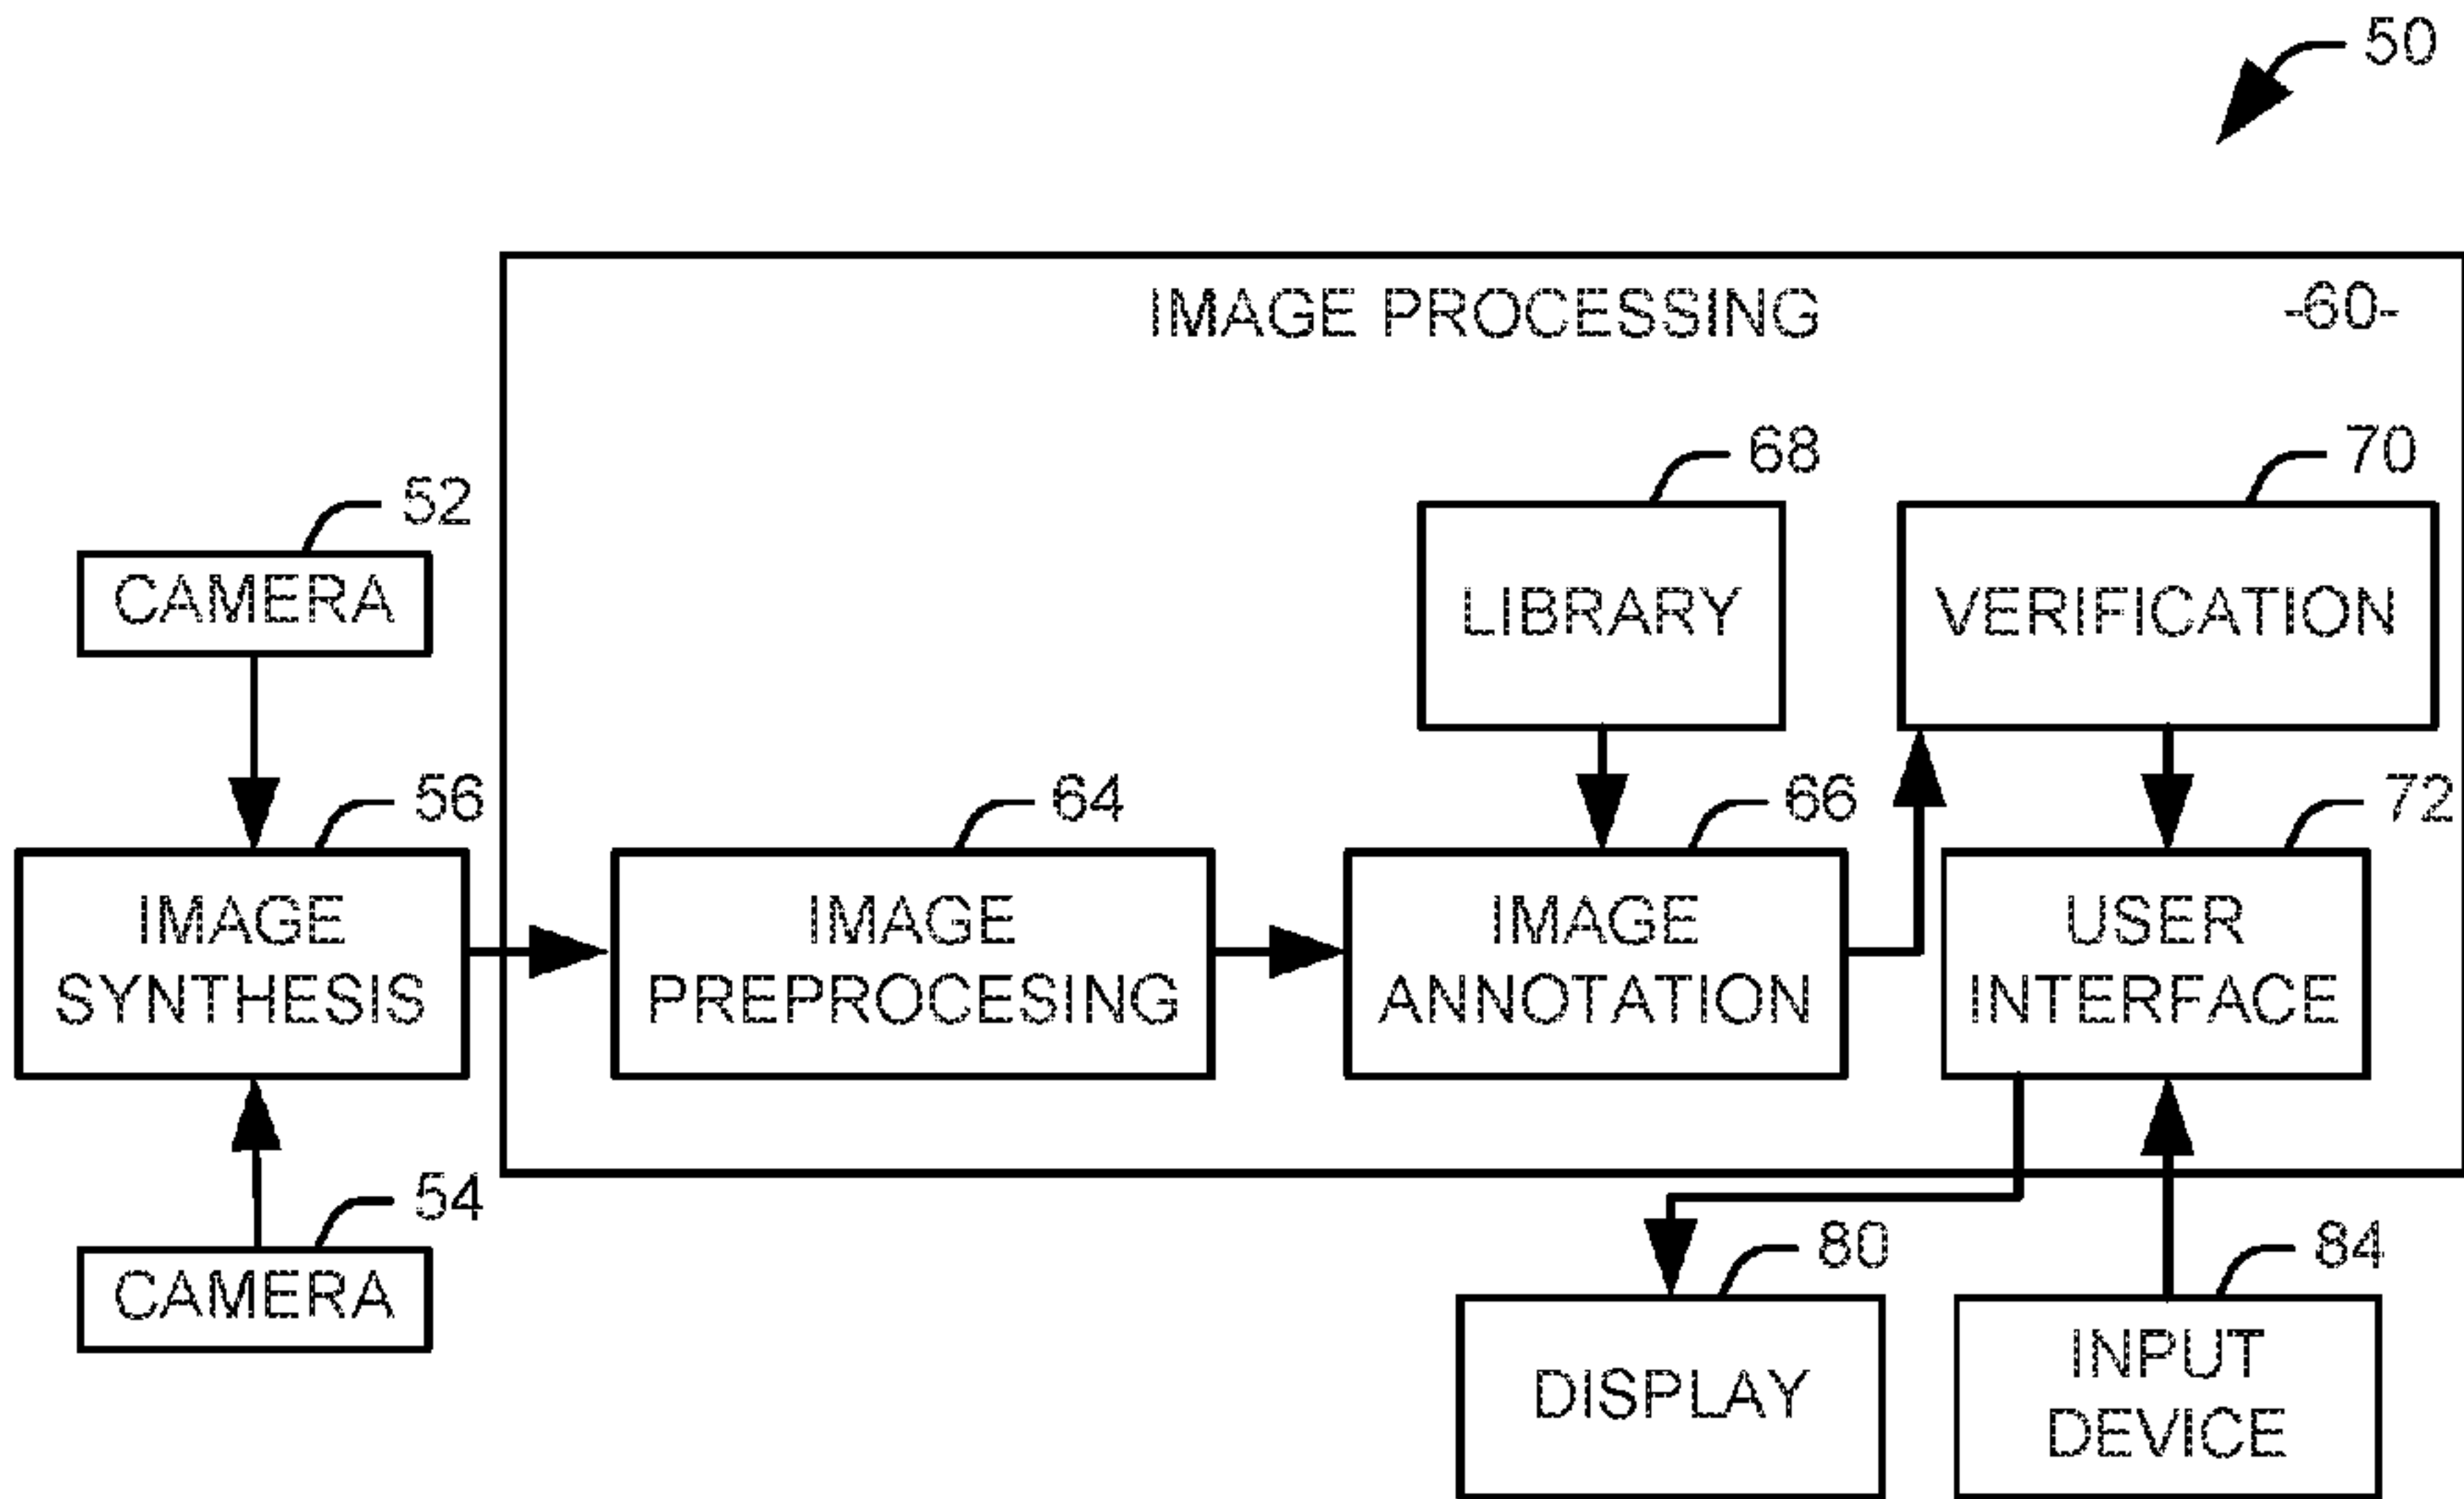 50
IMAGE PROCESSING
-60-
68
70
52
CAMERA
LIBRARY
VERIFICATION
56
64
66
72
IMAGE
SYNTHESIS
IMAGE
PREPROCESING
IMAGE
ANNOTATION
USER
INTERFACE
54
CAMERA
80
84
DISPLAY
INPUT
DEVICE